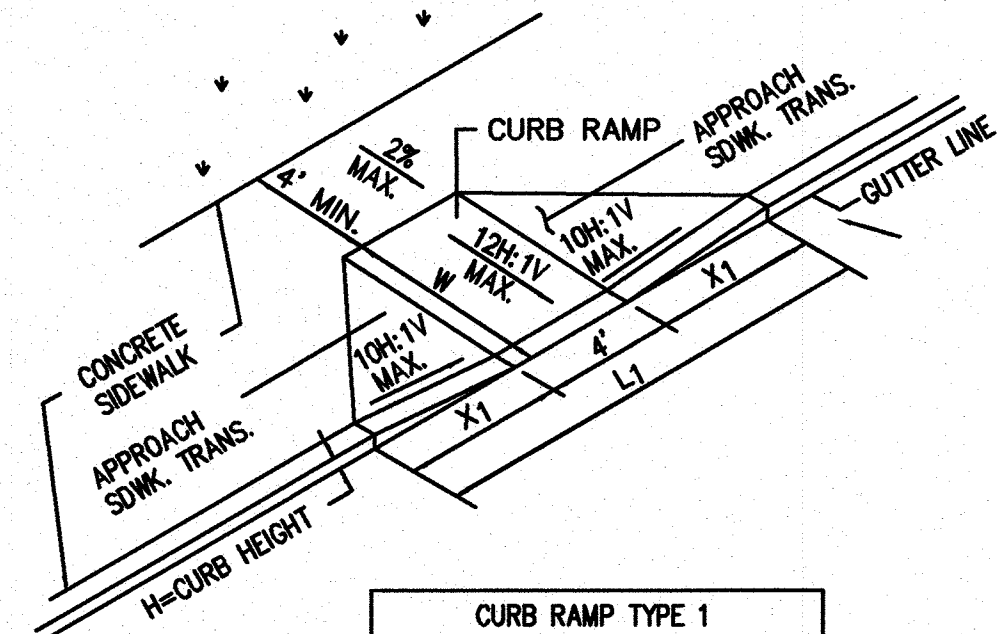 CURB RAMP
APPROACH
SDWK. TRANS.
GUTTER LINE
2%
MAX.
4' MIN.
10H:1V
MAX.
12H:1V
MAX.
W
X1
4'
L1
X1
10H:1V
MAX.
CONCRETE
SIDEWALK
APPROACH
SDWK. TRANS.
H=CURB HEIGHT
CURB RAMP TYPE 1